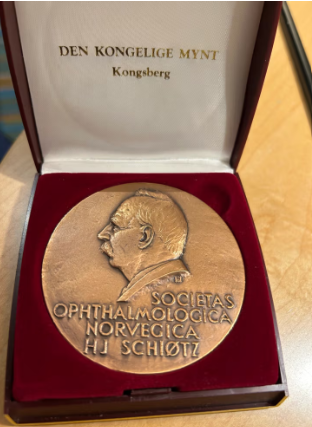 DEN KONGELIGE MYNT
Kongsberg
SOCIETAS
OPHTHALMOLOGICA
NORVEGICA
HJ SCHIØTZ